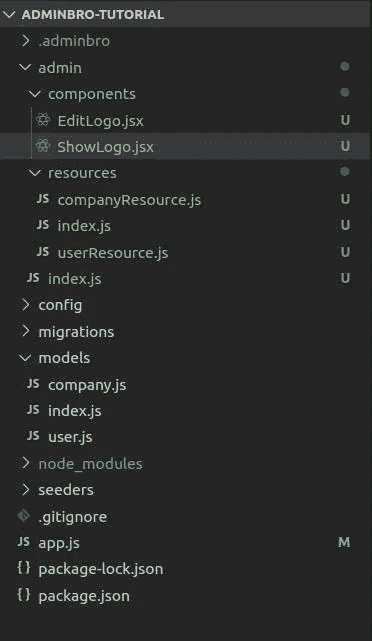 ADMINBRO-TUTORIAL
.adminbro
admin
components
EditLogo.jsx U
ShowLogo.jsx U
resources
JS companyResource.js U
JS index.js U
JS userResource.js U
JS index.js U
config
migrations
models
JS company.js
JS index.js
JS user.js
node_modules
seeders
.gitignore
JS app.js M
{} package-lock.json
{} package.json